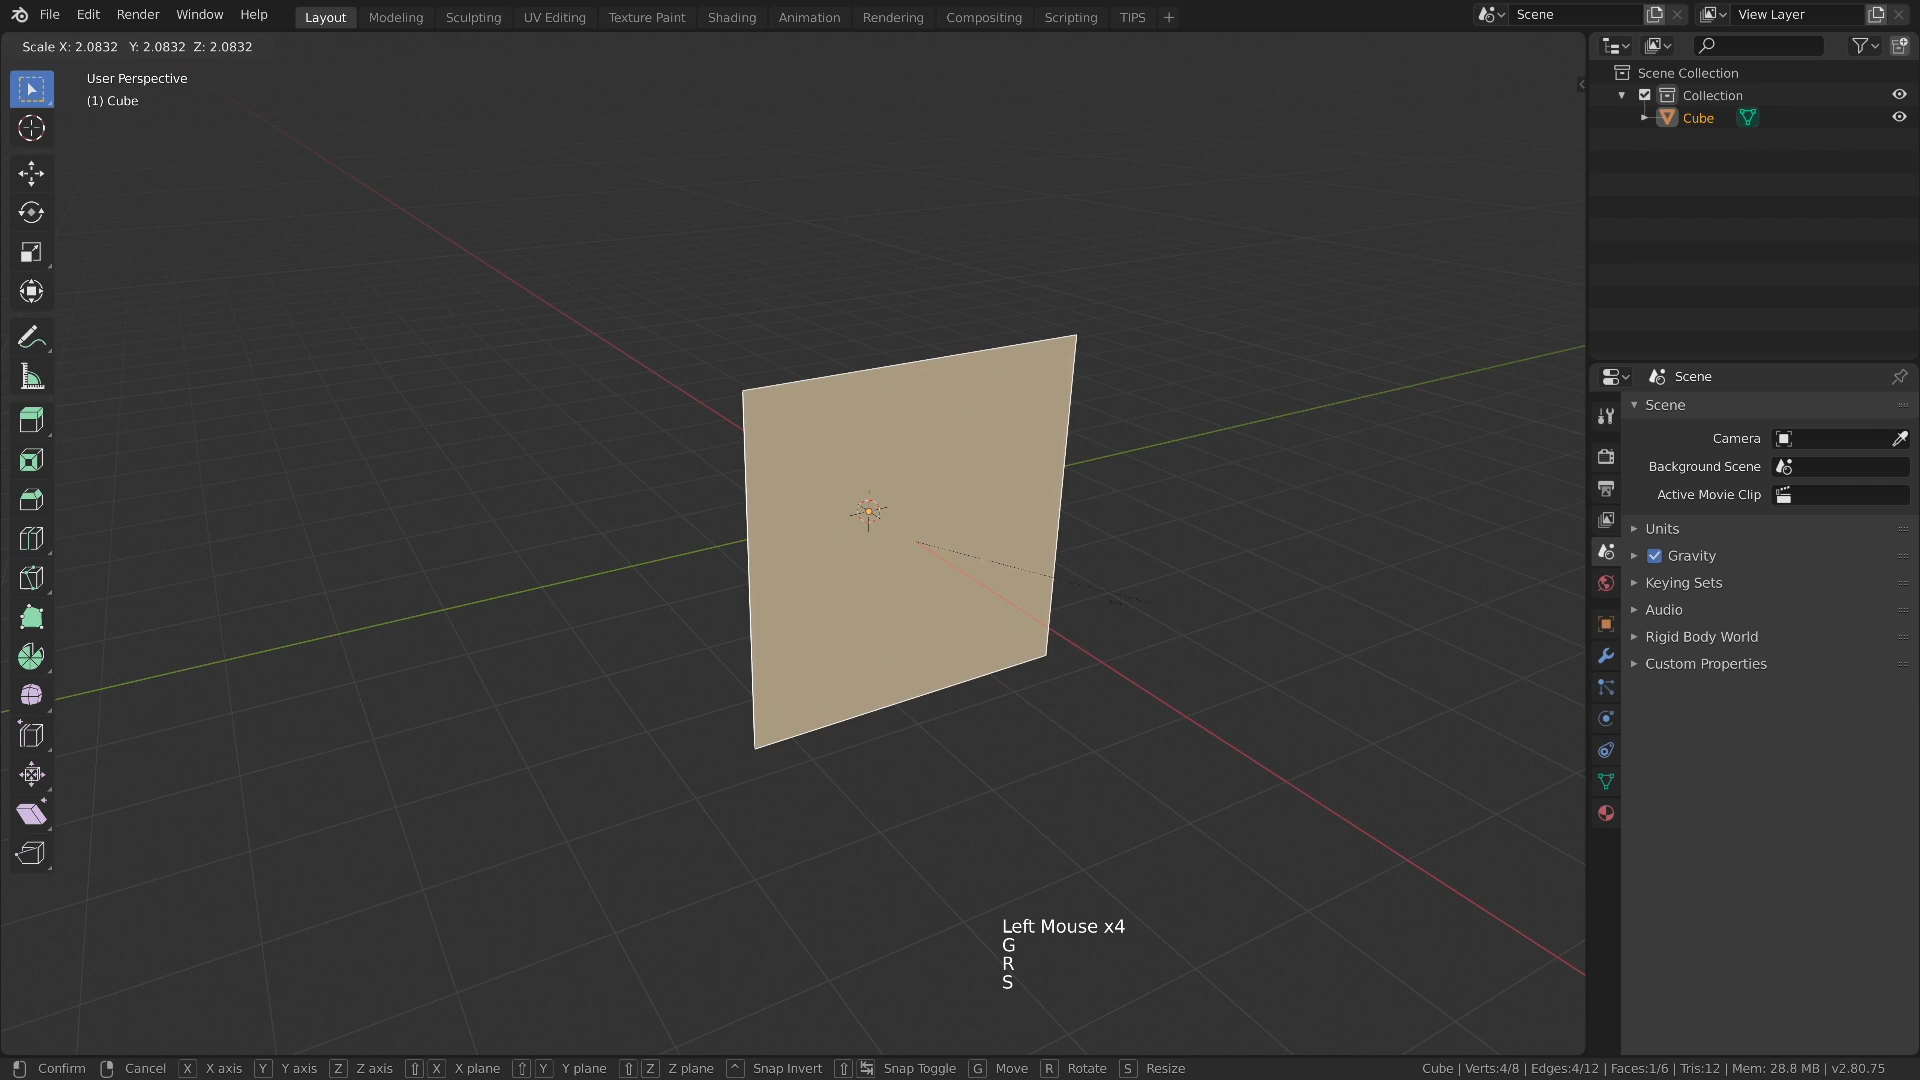 File Edit Render Window Help Layout Modeling Sculpting UV Editing Texture Paint Shading Animation Rendering Compositing Scripting TIPS + Scene View Layer
Scale X: 2.0832 Y: 2.0832 Z: 2.0832
User Perspective
(1) Cube
Scene Collection
Collection
Cube
Scene
Scene
Camera
Background Scene
Active Movie Clip
Units
Gravity
Keying Sets
Audio
Rigid Body World
Custom Properties
Left Mouse x4
G
R
S
Confirm Cancel X X axis Y Y axis Z Z axis X X plane Y Y plane Z Z plane ^ Snap Invert Snap Toggle G Move R Rotate S Resize Cube | Verts:4/8 | Edges:4/12 | Faces:1/6 | Tris:12 | Mem: 28.8 MB | v2.80.75